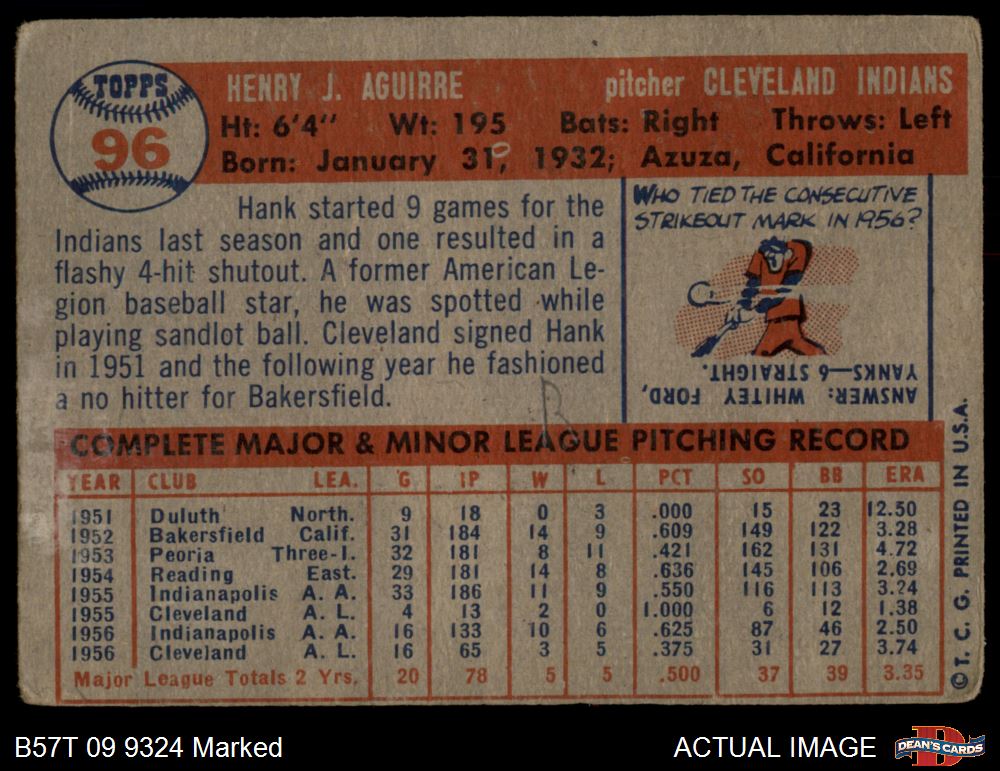 TOPPS
96
HENRY J. AGUIRRE pitcher CLEVELAND INDIANS
Ht: 6'4" Wt: 195 Bats: Right Throws: Left
Born: January 31, 1932; Azuza, California
Hank started 9 games for the
Indians last season and one resulted in a
flashy 4-hit shutout. A former American Le-
gion baseball star, he was spotted while
playing sandlot ball. Cleveland signed Hank
in 1951 and the following year he fashioned
a no hitter for Bakersfield.
WHO TIED THE CONSECUTIVE
STRIKEOUT MARK IN 1956?
ANSWER: WHITEY FORD,
YANKS—6 STRAIGHT.
R
COMPLETE MAJOR & MINOR LEAGUE PITCHING RECORD
YEAR CLUB LEA. G IP W L PCT SO BB ERA
1951 Duluth North. 9 18 0 3 .000 15 23 12.50
1952 Bakersfield Calif. 31 184 14 9 .609 149 122 3.28
1953 Peoria Three-I. 32 181 8 11 .421 162 131 4.72
1954 Reading East. 29 181 14 8 .636 145 106 2.69
1955 Indianapolis A. A. 33 186 11 9 .550 116 113 3.24
1955 Cleveland A. L. 4 13 2 0 1.000 6 12 1.38
1956 Indianapolis A. A. 16 133 10 6 .625 87 46 2.50
1956 Cleveland A. L. 16 65 3 5 .375 31 27 3.74
Major League Totals 2 Yrs. 20 78 5 5 .500 37 39 3.35
©T. C. G. PRINTED IN U.S.A.
B57T 09 9324 Marked
ACTUAL IMAGE
DEAN'S CARDS